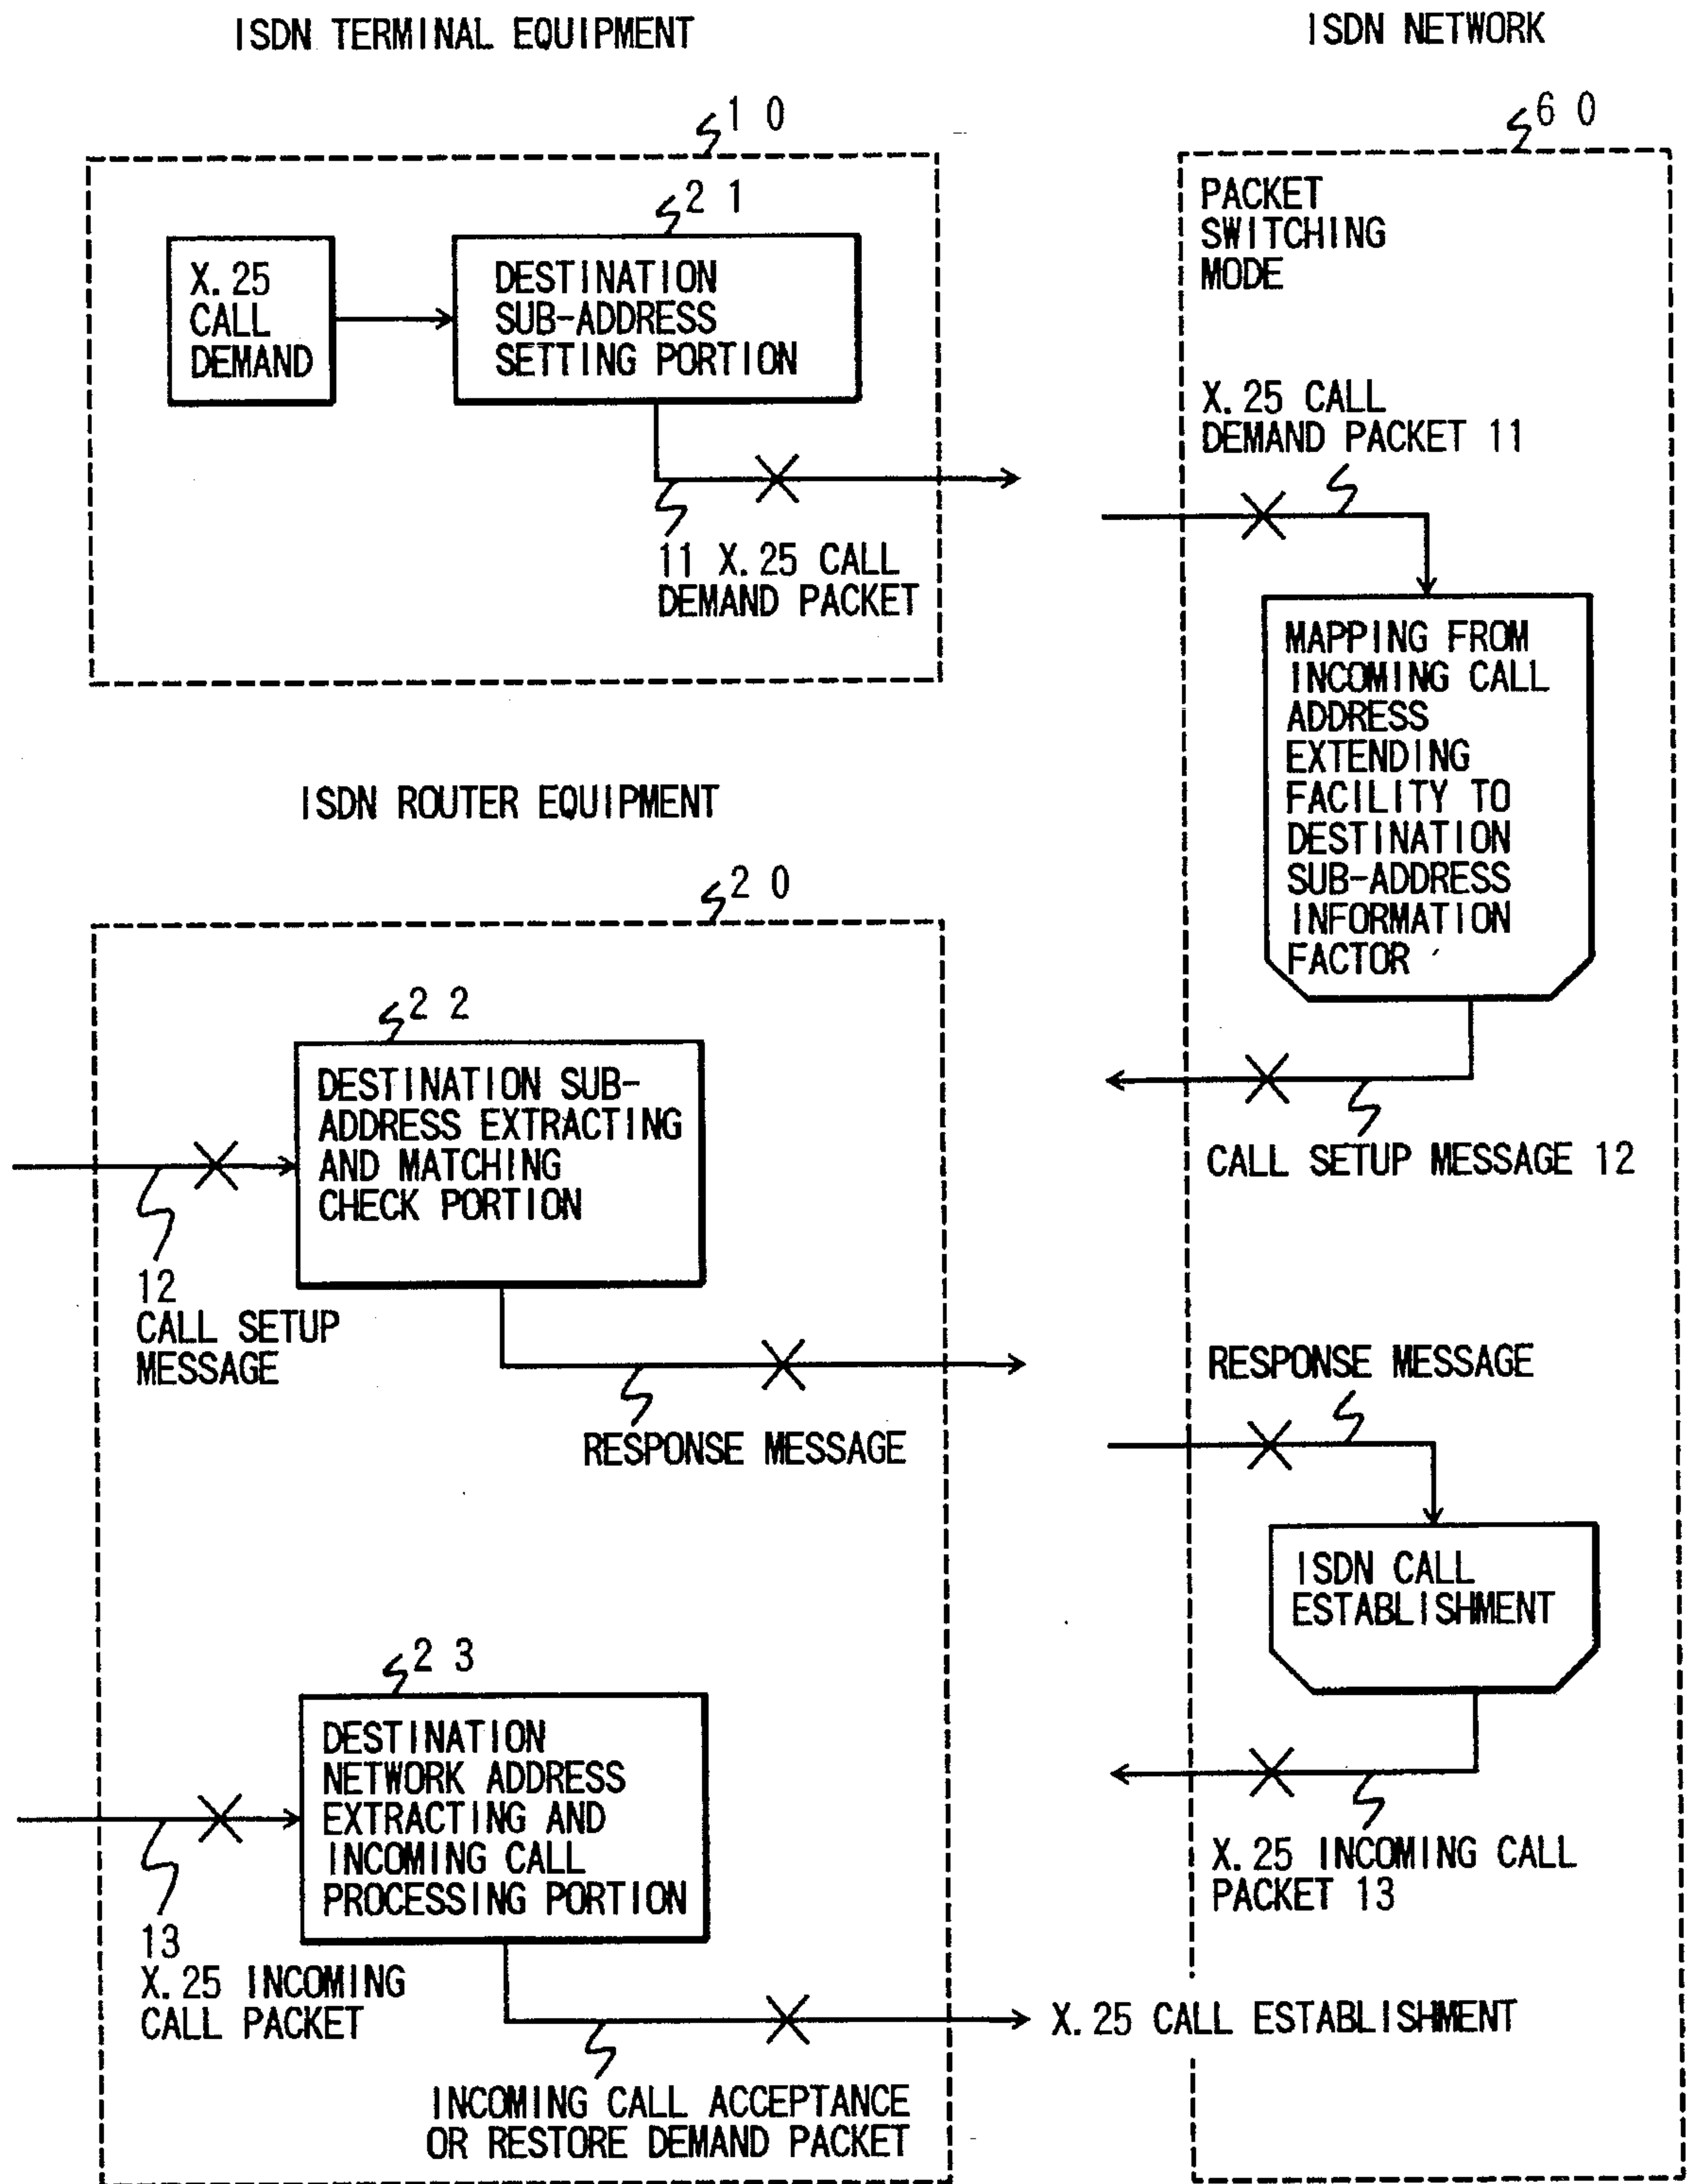 ISDN TERMINAL EQUIPMENT
10
21
X.25
CALL
DEMAND
DESTINATION
SUB-ADDRESS
SETTING PORTION
11 X.25 CALL
DEMAND PACKET
ISDN ROUTER EQUIPMENT
20
22
DESTINATION SUB-
ADDRESS EXTRACTING
AND MATCHING
CHECK PORTION
12
CALL SETUP
MESSAGE
RESPONSE MESSAGE
23
DESTINATION
NETWORK ADDRESS
EXTRACTING AND
INCOMING CALL
PROCESSING PORTION
13
X.25 INCOMING
CALL PACKET
INCOMING CALL ACCEPTANCE
OR RESTORE DEMAND PACKET
ISDN NETWORK
60
PACKET
SWITCHING
MODE
X.25 CALL
DEMAND PACKET 11
MAPPING FROM
INCOMING CALL
ADDRESS
EXTENDING
FACILITY TO
DESTINATION
SUB-ADDRESS
INFORMATION
FACTOR
CALL SETUP MESSAGE 12
RESPONSE MESSAGE
ISDN CALL
ESTABLISHMENT
X.25 INCOMING CALL
PACKET 13
X.25 CALL ESTABLISHMENT